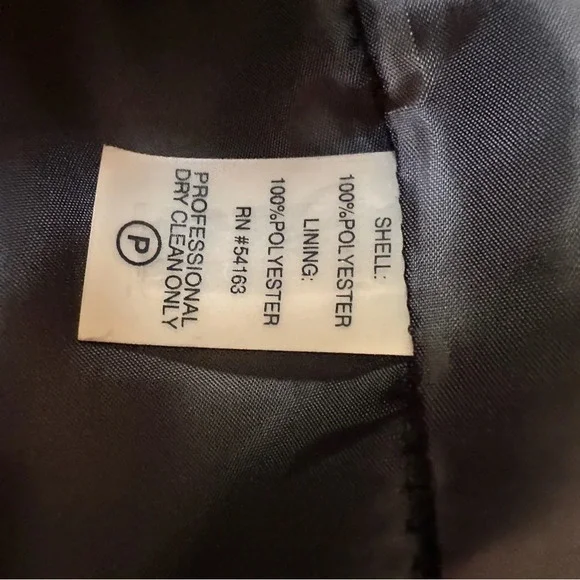 SHELL:
100%POLYESTER
LINING:
100%POLYESTER
RN #54163
PROFESSIONAL
DRY CLEAN ONLY
P